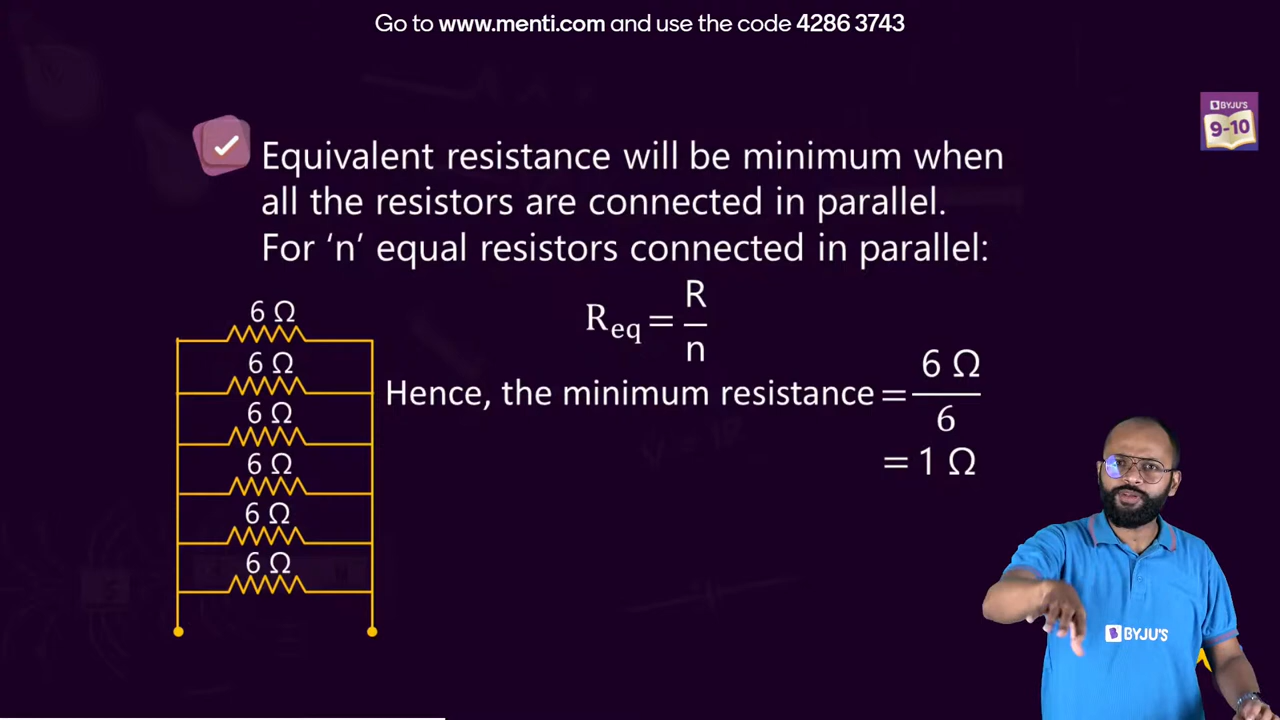 Go to www.menti.com and use the code 4286 3743
BYJU'S
9-10
Equivalent resistance will be minimum when
all the resistors are connected in parallel.
For ‘n’ equal resistors connected in parallel:
R_eq = R/n
6 Ω
6 Ω
6 Ω
6 Ω
6 Ω
6 Ω
Hence, the minimum resistance = 6 Ω/6
= 1 Ω
BYJU'S